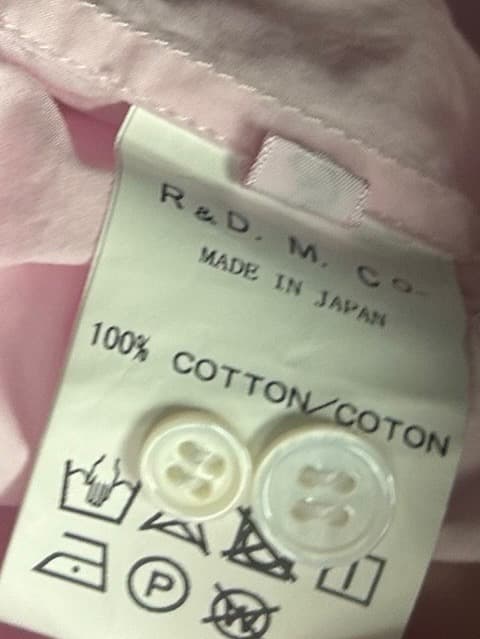 R&D. M. Co-
MADE IN JAPAN
100% COTTON/COTON
P
W